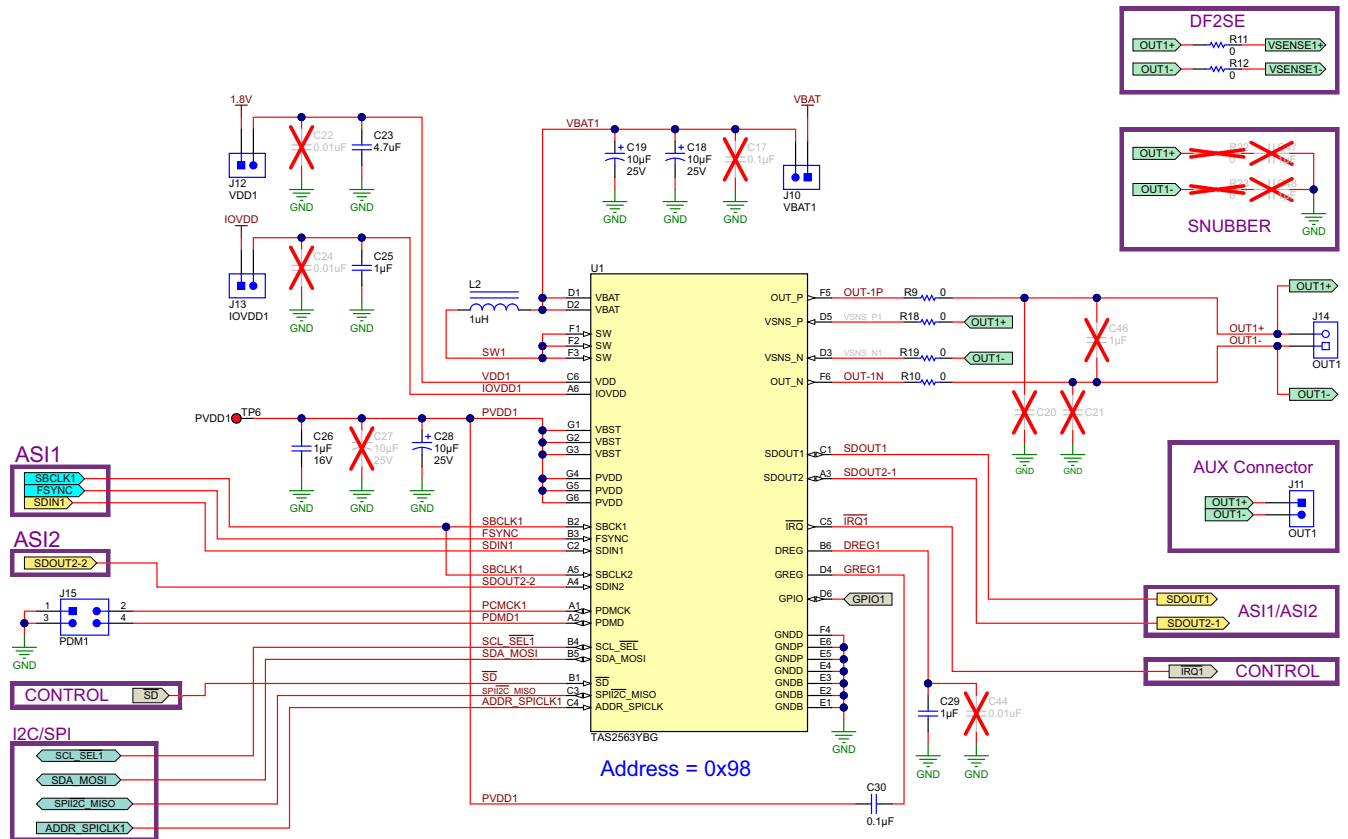 DF2SE
OUT1+ R11 0 VSENSE1+
OUT1- R12 0 VSENSE1-
OUT1+
OUT1-
SNUBBER
GND
1.8V
C22 0.01uF
C23 4.7uF
J12
VDD1
GND GND
IOVDD
C24 0.01uF
C25 1µF
J13
IOVDD1
GND GND
VBAT1
VBAT
C19 10µF 25V
C18 10µF 25V
C17 0.1µF
J10
VBAT1
GND GND GND
L2
1uH
SW1
VDD1
IOVDD1
PVDD1 TP6
PVDD1
C26 1µF 16V
C27 10µF 25V
C28 10µF 25V
GND GND GND
ASI1
SBCLK1
FSYNC
SDIN1
ASI2
SDOUT2-2
J15
1 2
3 4
PDM1
GND
CONTROL SD
I2C/SPI
SCL_SEL1
SDA_MOSI
SPII2C_MISO
ADDR_SPICLK1
SBCLK1
FSYNC
SDIN1
SBCLK1
SDOUT2-2
PCMCK1
PDMD1
SCL_SEL1
SDA_MOSI
SD
SPII2C_MISO
ADDR_SPICLK1
U1
D1 VBAT
D2 VBAT
F1 SW
F2 SW
F3 SW
C6 VDD
A6 IOVDD
G1 VBST
G2 VBST
G3 VBST
G4 PVDD
G5 PVDD
G6 PVDD
B2 SBCK1
B3 FSYNC
C2 SDIN1
A5 SBCLK2
A4 SDIN2
A1 PDMCK
A2 PDMD
B4 SCL_SEL
B5 SDA_MOSI
B1 SD
C3 SPII2C_MISO
C4 ADDR_SPICLK
TAS2563YBG
OUT_P F5 OUT-1P R9 0
VSNS_P D5 VSNS_P1 R18 0 OUT1+
VSNS_N D3 VSNS_N1 R19 0 OUT1-
OUT_N F6 OUT-1N R10 0
SDOUT1 C1 SDOUT1
SDOUT2 A3 SDOUT2-1
IRQ C5 IRQ1
DREG B6 DREG1
GREG D4 GREG1
GPIO D6 GPIO1
GNDD F4
GNDP E6
GNDP E5
GNDD E4
GNDB E3
GNDB E2
GNDB E1
GND
Address = 0x98
PVDD1
C30
0.1µF
C29 1µF
C44 0.01uF
GND GND
C46 1µF
C20
C21
GND GND
OUT1+
OUT1-
OUT1+
OUT1-
J14
OUT1
AUX Connector
J11
OUT1+
OUT1-
OUT1
SDOUT1
SDOUT2-1
ASI1/ASI2
IRQ1 CONTROL